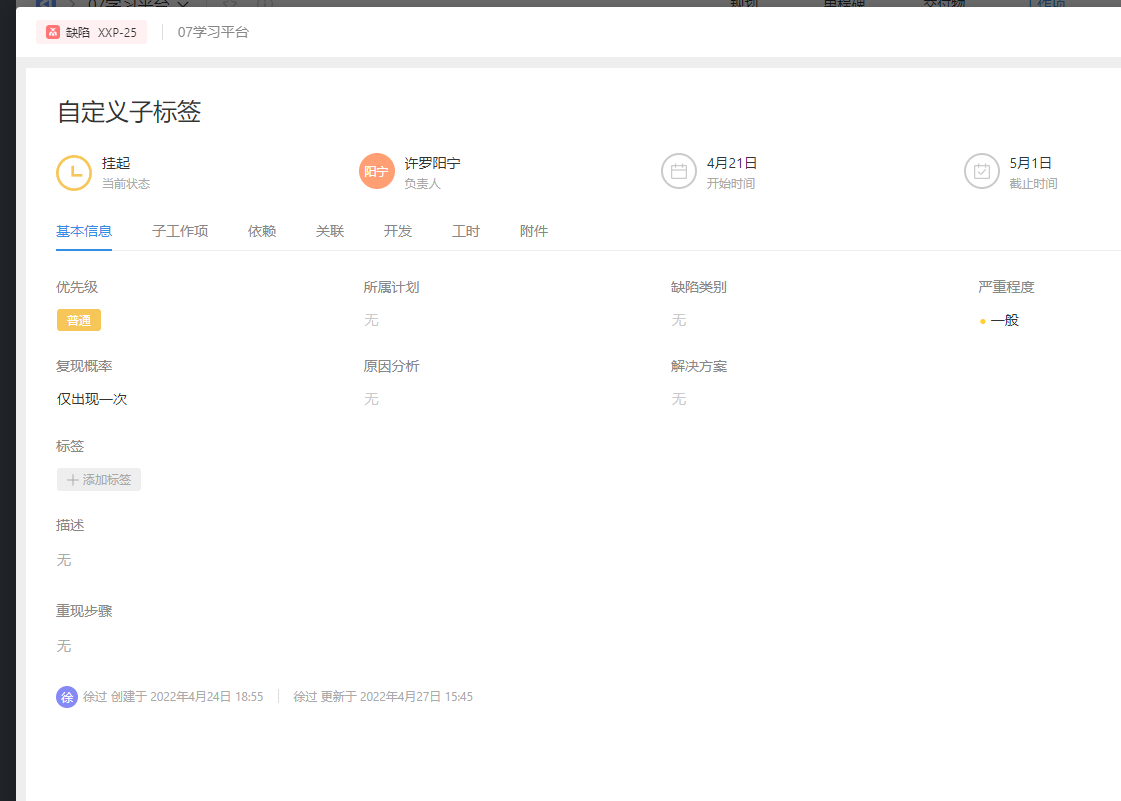 07学习平台
缺陷 XXP-25 07学习平台
自定义子标签
挂起 许罗阳宁 4月21日 5月1日
阳宁
当前状态 负责人 开始时间 截止时间
基本信息 子工作项 依赖 关联 开发 工时 附件
优先级 所属计划 缺陷类别 严重程度
普通 无 无 一般
复现概率 原因分析 解决方案
仅出现一次 无 无
标签
添加标签
描述
无
重现步骤
无
徐 徐过 创建于 2022年4月24日 18:55 徐过 更新于 2022年4月27日 15:45